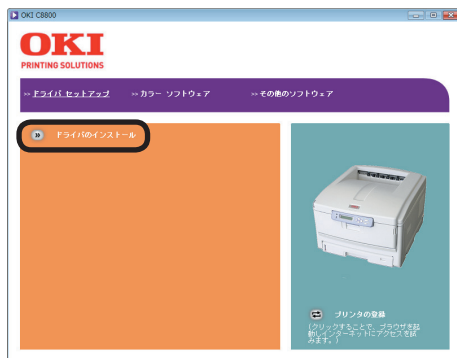 OKI C8800
OKI
PRINTING SOLUTIONS
>> ドライバ セットアップ >> カラー ソフトウェア >> その他のソフトウェア
ドライバのインストール
プリンタの登録
(クリックすることで、ブラウザを起
動しインターネットにアクセスを試
みます。)